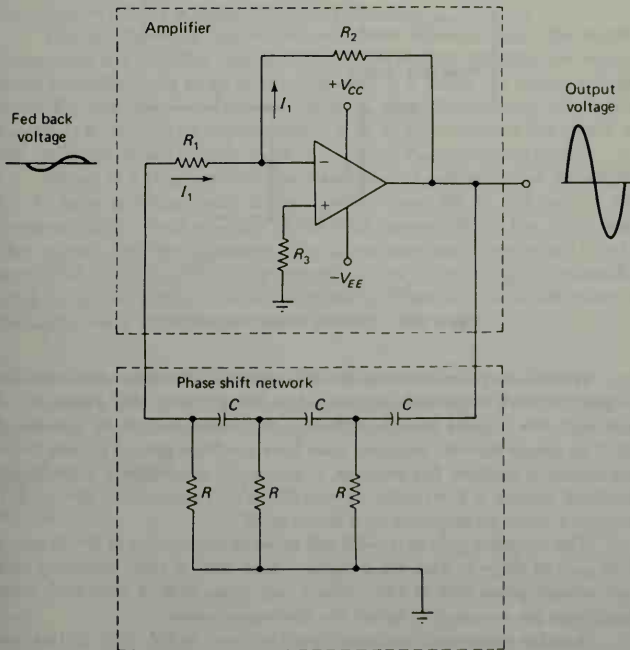 Amplifier
R2
+VCC
I1
Output
voltage
Fed back
voltage
R1
I1
−
+
R3
−VEE
Phase shift network
C C C
R R R